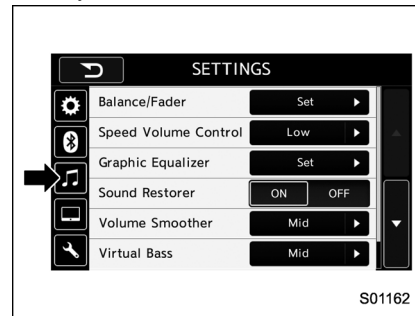 SETTINGS
Balance/Fader Set
Speed Volume Control Low
Graphic Equalizer Set
Sound Restorer ON OFF
Volume Smoother Mid
Virtual Bass Mid
S01162